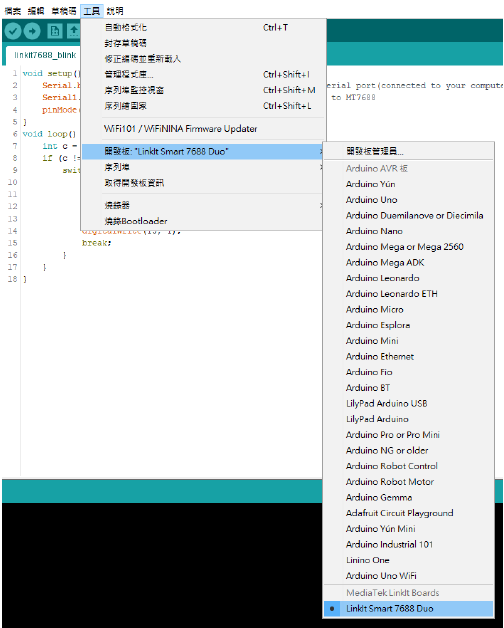 檔案 編輯 草稿碼 工具 說明
linkit7688_blink
自動格式化 Ctrl+T
封存草稿碼
修正編碼並重新載入
管理程式庫... Ctrl+Shift+I
序列埠監控視窗 Ctrl+Shift+M
序列繪圖家 Ctrl+Shift+L
WiFi101 / WiFiNINA Firmware Updater
開發板: "LinkIt Smart 7688 Duo"
序列埠
取得開發板資訊
燒錄器
燒錄Bootloader
1 void setup()
2 Serial.b erial port(connected to your compute
3 Serial1. to MT7688
4 pinMode(
5 }
6 void loop()
7 int c =
8 if (c !=
9 swit
10
11
12
13
14 digitalWrite(13, 1);
15 break;
16 }
17 }
18 }
開發板管理員...
Arduino AVR 板
Arduino Yún
Arduino Uno
Arduino Duemilanove or Diecimila
Arduino Nano
Arduino Mega or Mega 2560
Arduino Mega ADK
Arduino Leonardo
Arduino Leonardo ETH
Arduino Micro
Arduino Esplora
Arduino Mini
Arduino Ethernet
Arduino Fio
Arduino BT
LilyPad Arduino USB
LilyPad Arduino
Arduino Pro or Pro Mini
Arduino NG or older
Arduino Robot Control
Arduino Robot Motor
Arduino Gemma
Adafruit Circuit Playground
Arduino Yún Mini
Arduino Industrial 101
Linino One
Arduino Uno WiFi
MediaTek LinkIt Boards
LinkIt Smart 7688 Duo